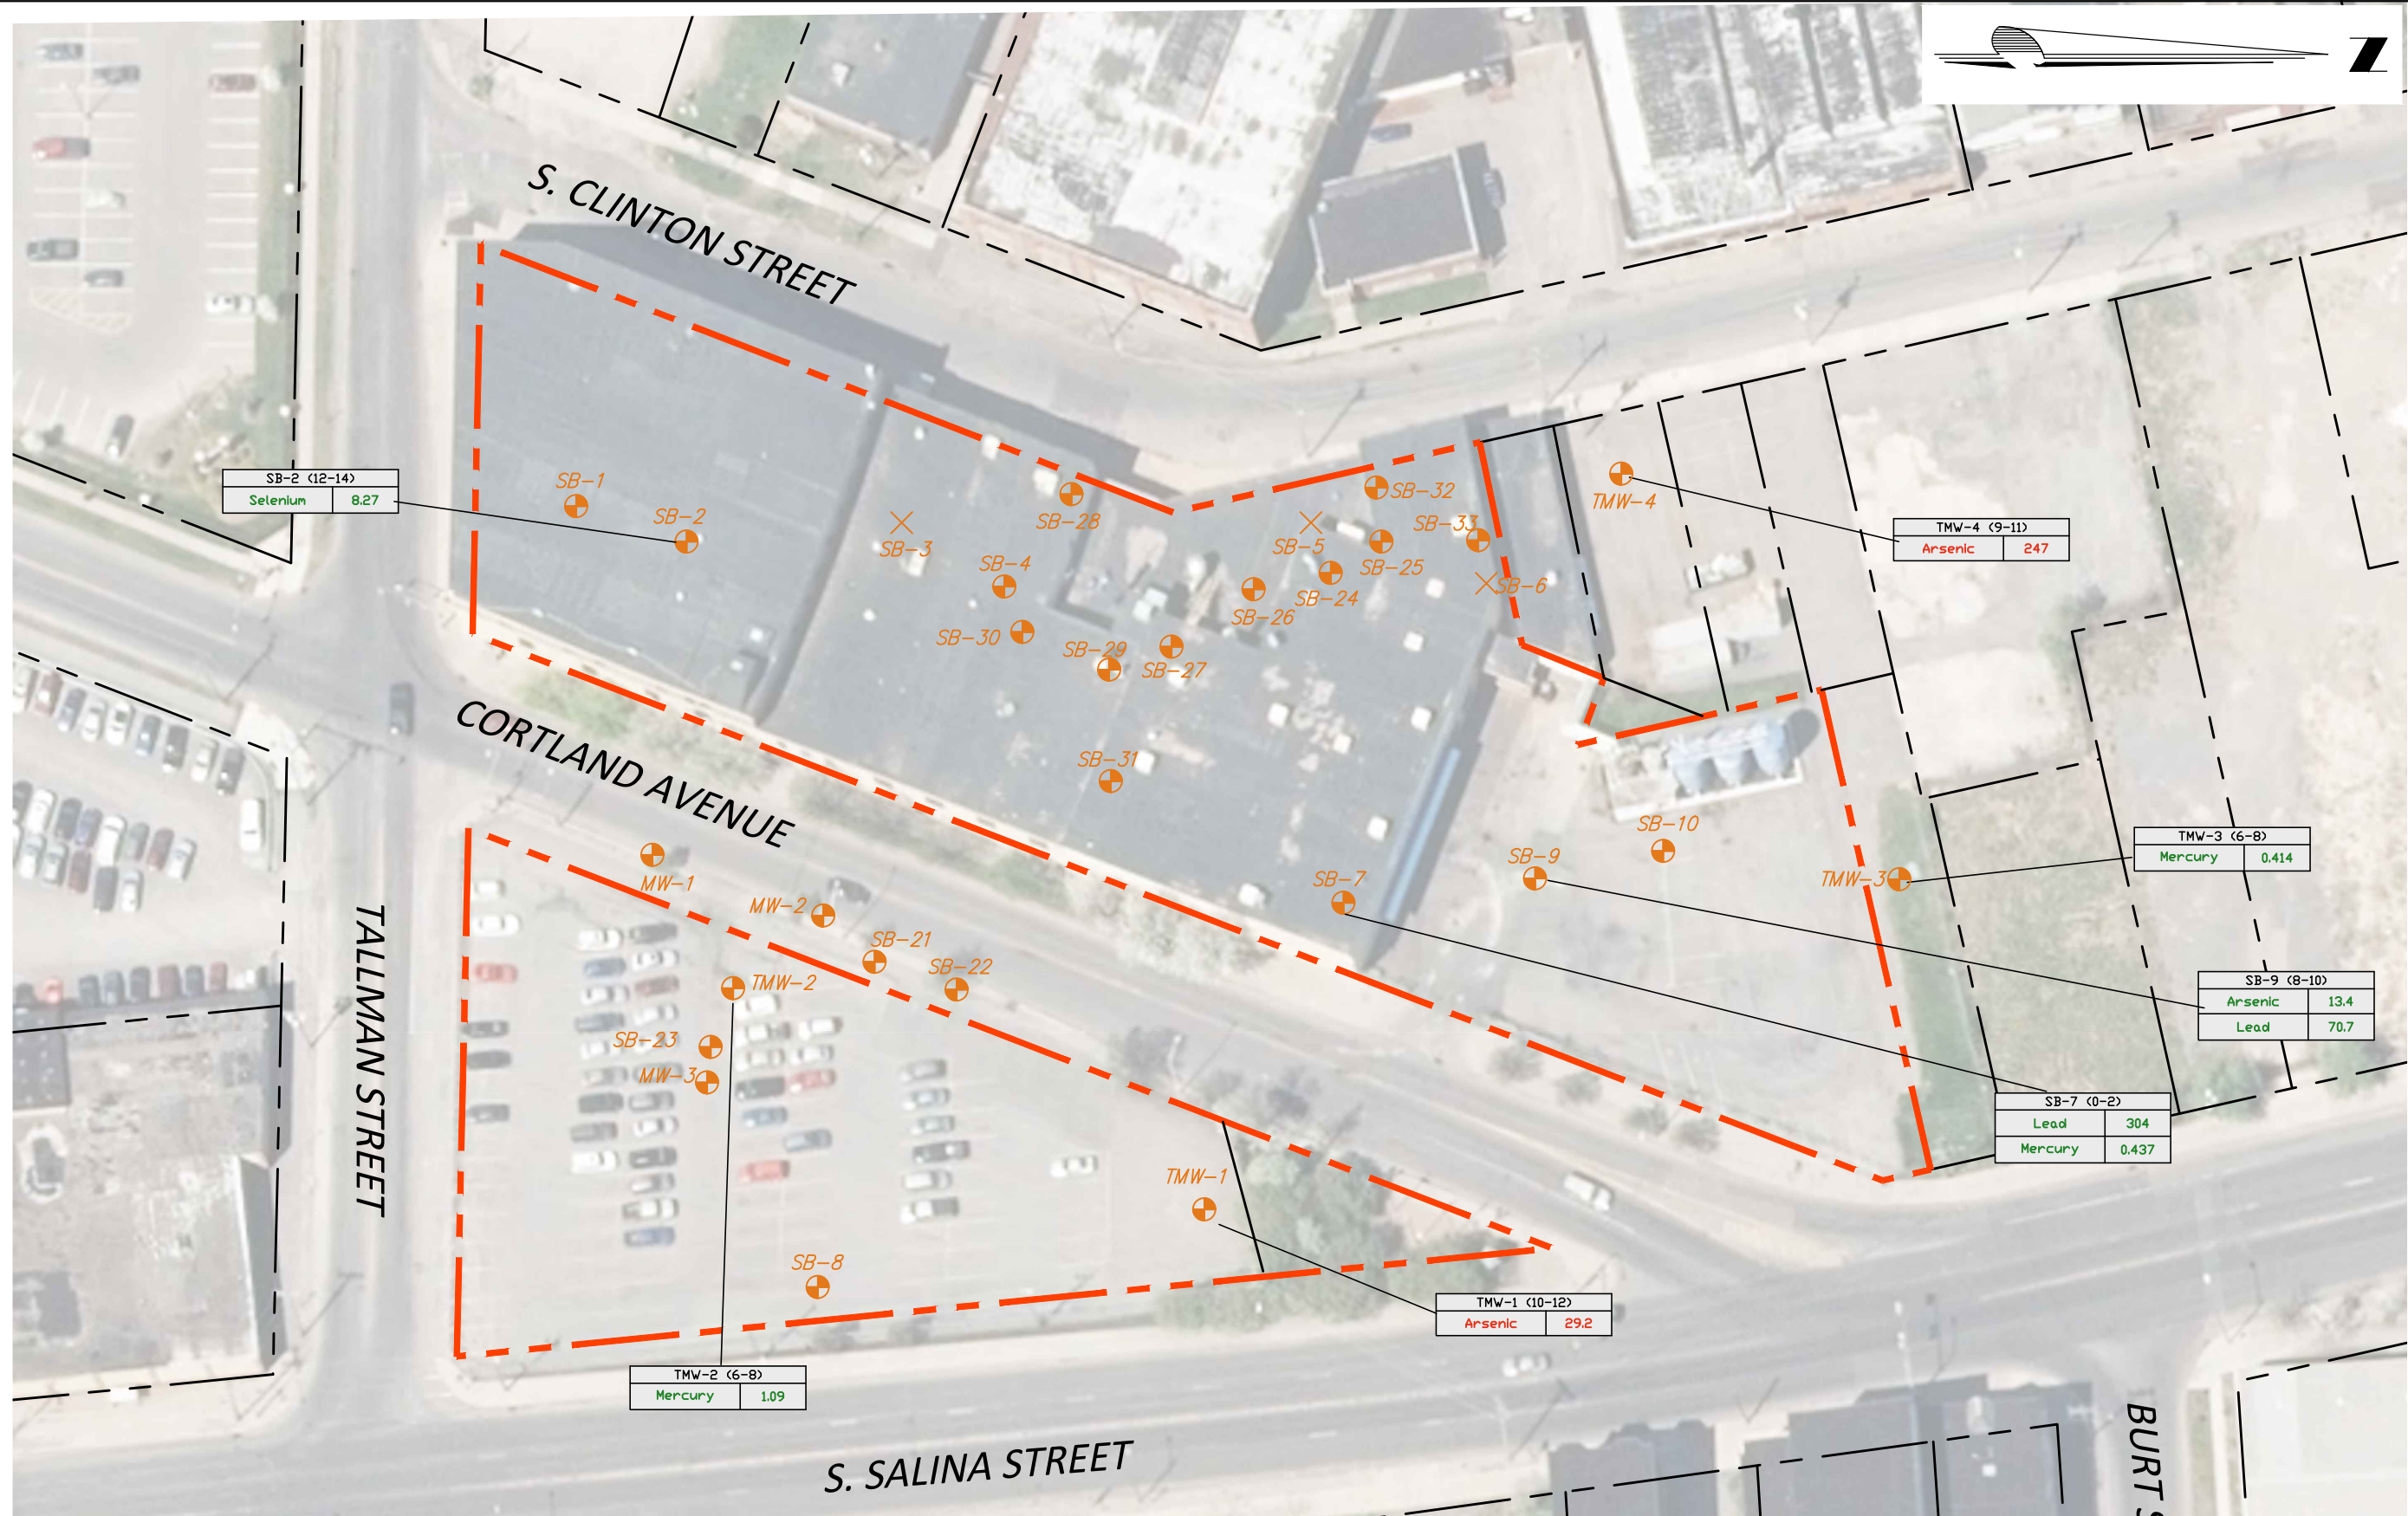 Z
S. CLINTON STREET
SB-2 (12-14)
Selenium 8.27
SB-1
SB-2
SB-3
SB-4
SB-28
SB-30
SB-29
SB-27
SB-31
SB-32
SB-33
SB-5
SB-25
SB-24
SB-26
SB-6
TMW-4
TMW-4 (9-11)
Arsenic 247
CORTLAND AVENUE
SB-7
SB-9
SB-10
TMW-3
TMW-3 (6-8)
Mercury 0.414
MW-1
MW-2
SB-21
SB-22
TMW-2
SB-23
MW-3
TALLMAN STREET
SB-9 (8-10)
Arsenic 13.4
Lead 70.7
SB-7 (0-2)
Lead 304
Mercury 0.437
TMW-1
SB-8
TMW-1 (10-12)
Arsenic 29.2
TMW-2 (6-8)
Mercury 1.09
S. SALINA STREET
BURT S